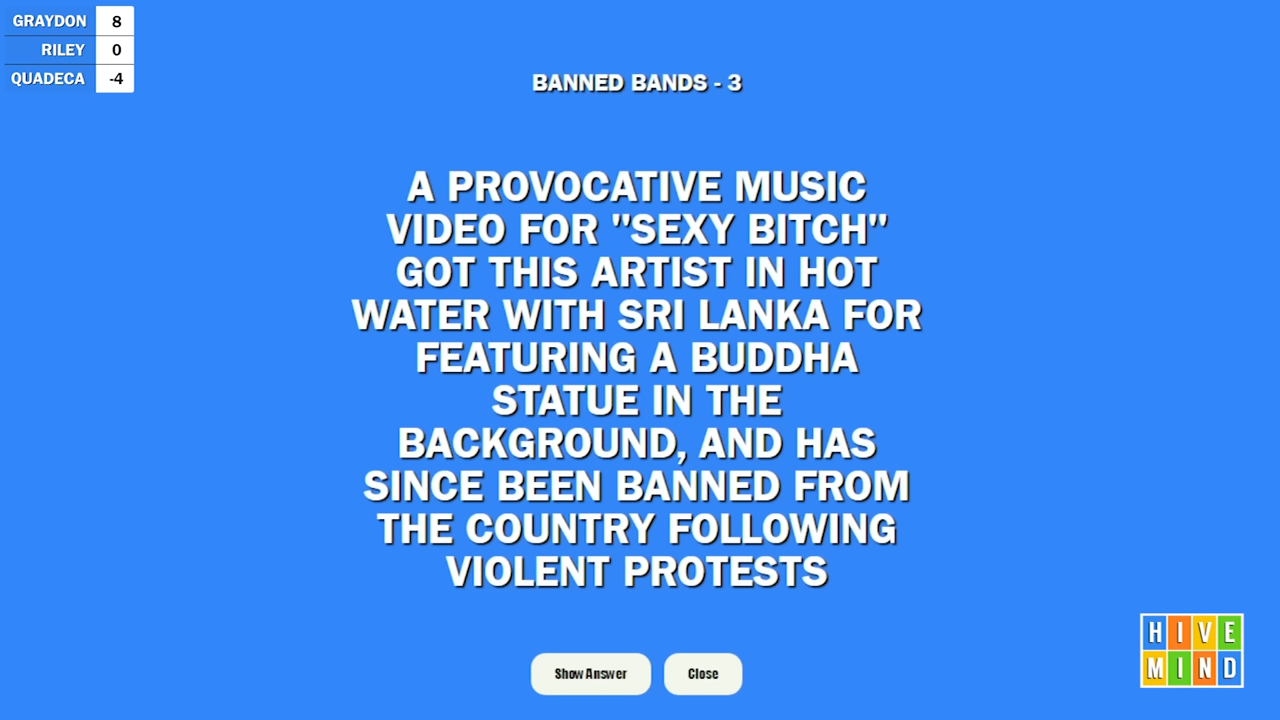 GRAYDON 8
RILEY 0
QUADECA -4
BANNED BANDS - 3
A PROVOCATIVE MUSIC
VIDEO FOR "SEXY BITCH"
GOT THIS ARTIST IN HOT
WATER WITH SRI LANKA FOR
FEATURING A BUDDHA
STATUE IN THE
BACKGROUND, AND HAS
SINCE BEEN BANNED FROM
THE COUNTRY FOLLOWING
VIOLENT PROTESTS
Show Answer
Close
HIVE
MIND